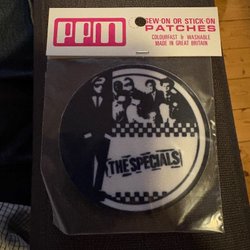 PPM
SEW-ON OR STICK-ON
PATCHES
COLOURFAST & WASHABLE
MADE IN GREAT BRITAIN
THE SPECIALS